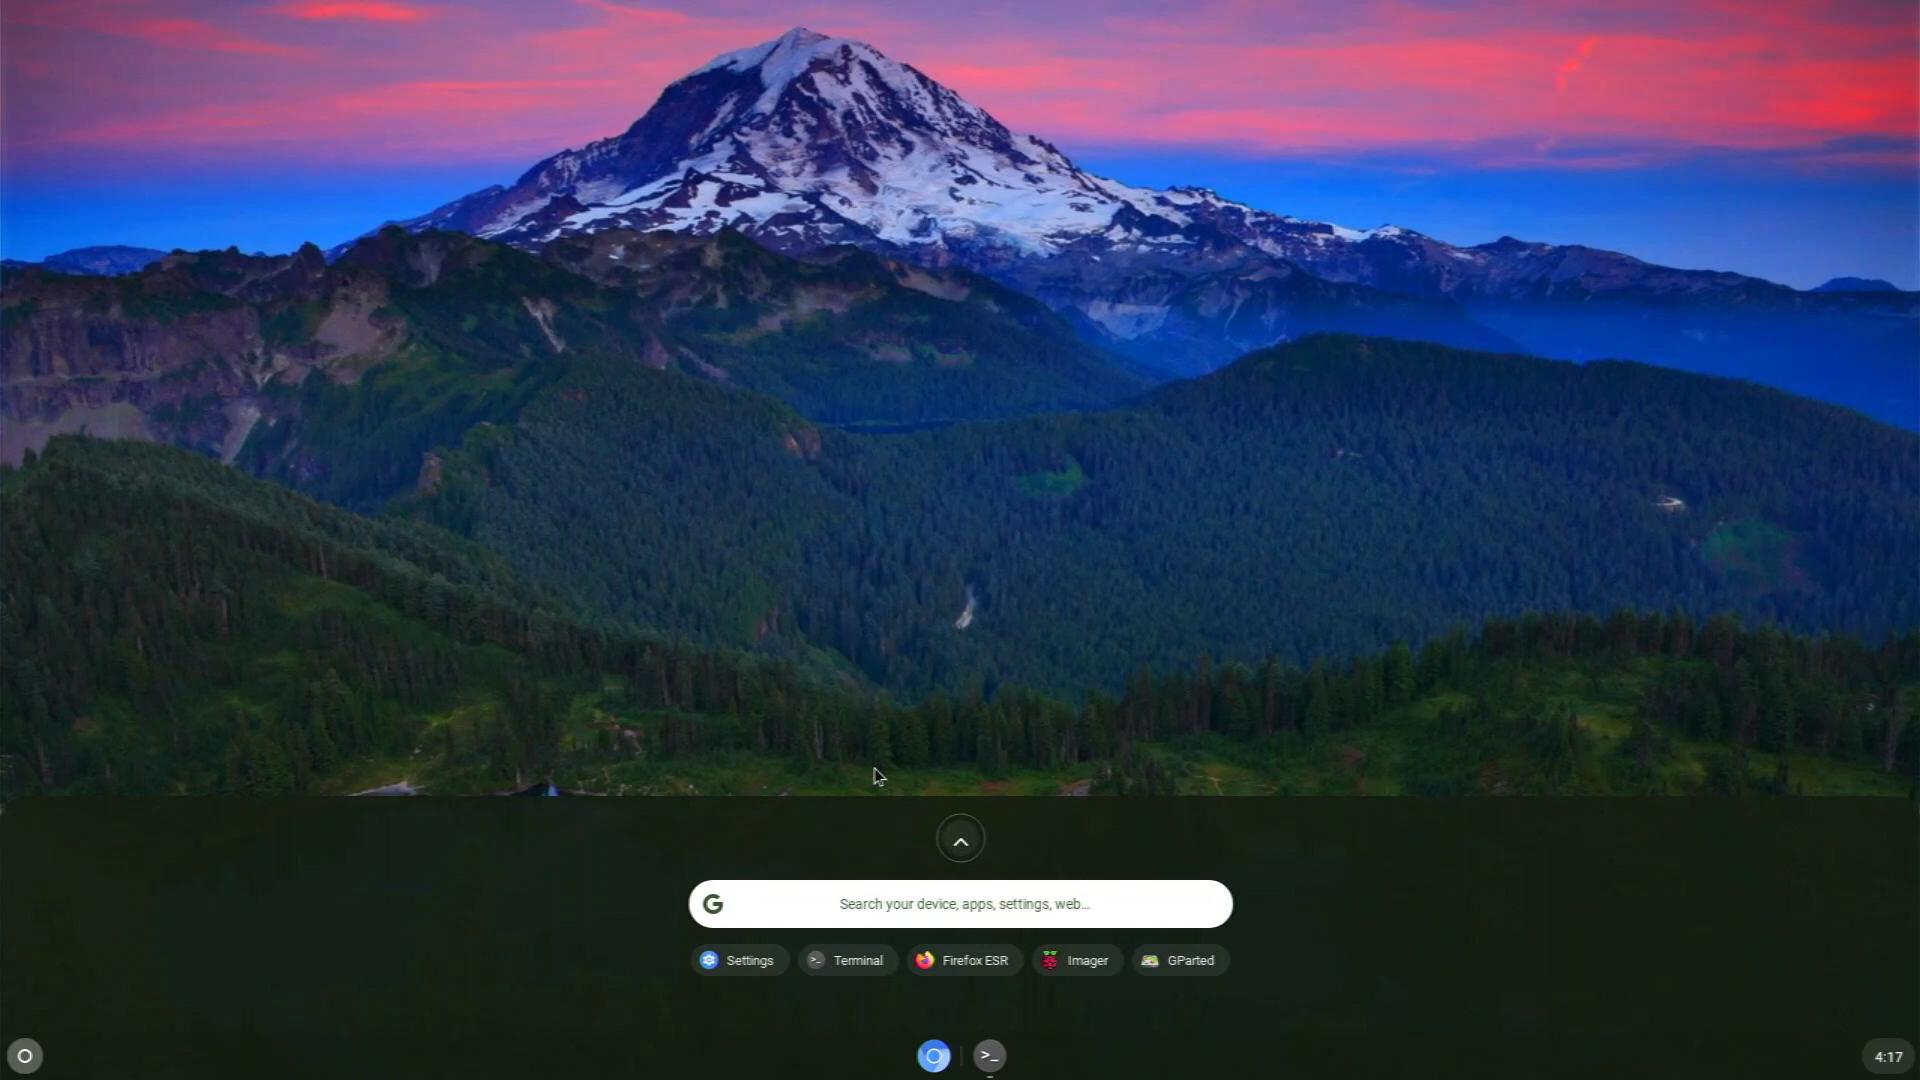 Search your device, apps, settings, web...
Settings
Terminal
Firefox ESR
Imager
GParted
4:17